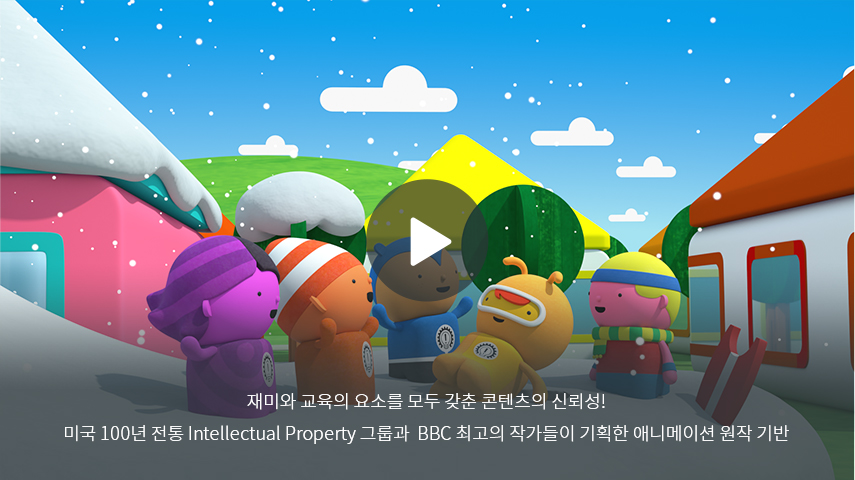 재미와 교육의 요소를 모두 갖춘 콘텐츠의 신뢰성!
미국 100년 전통 Intellectual Property 그룹과 BBC 최고의 작가들이 기획한 애니메이션 원작 기반